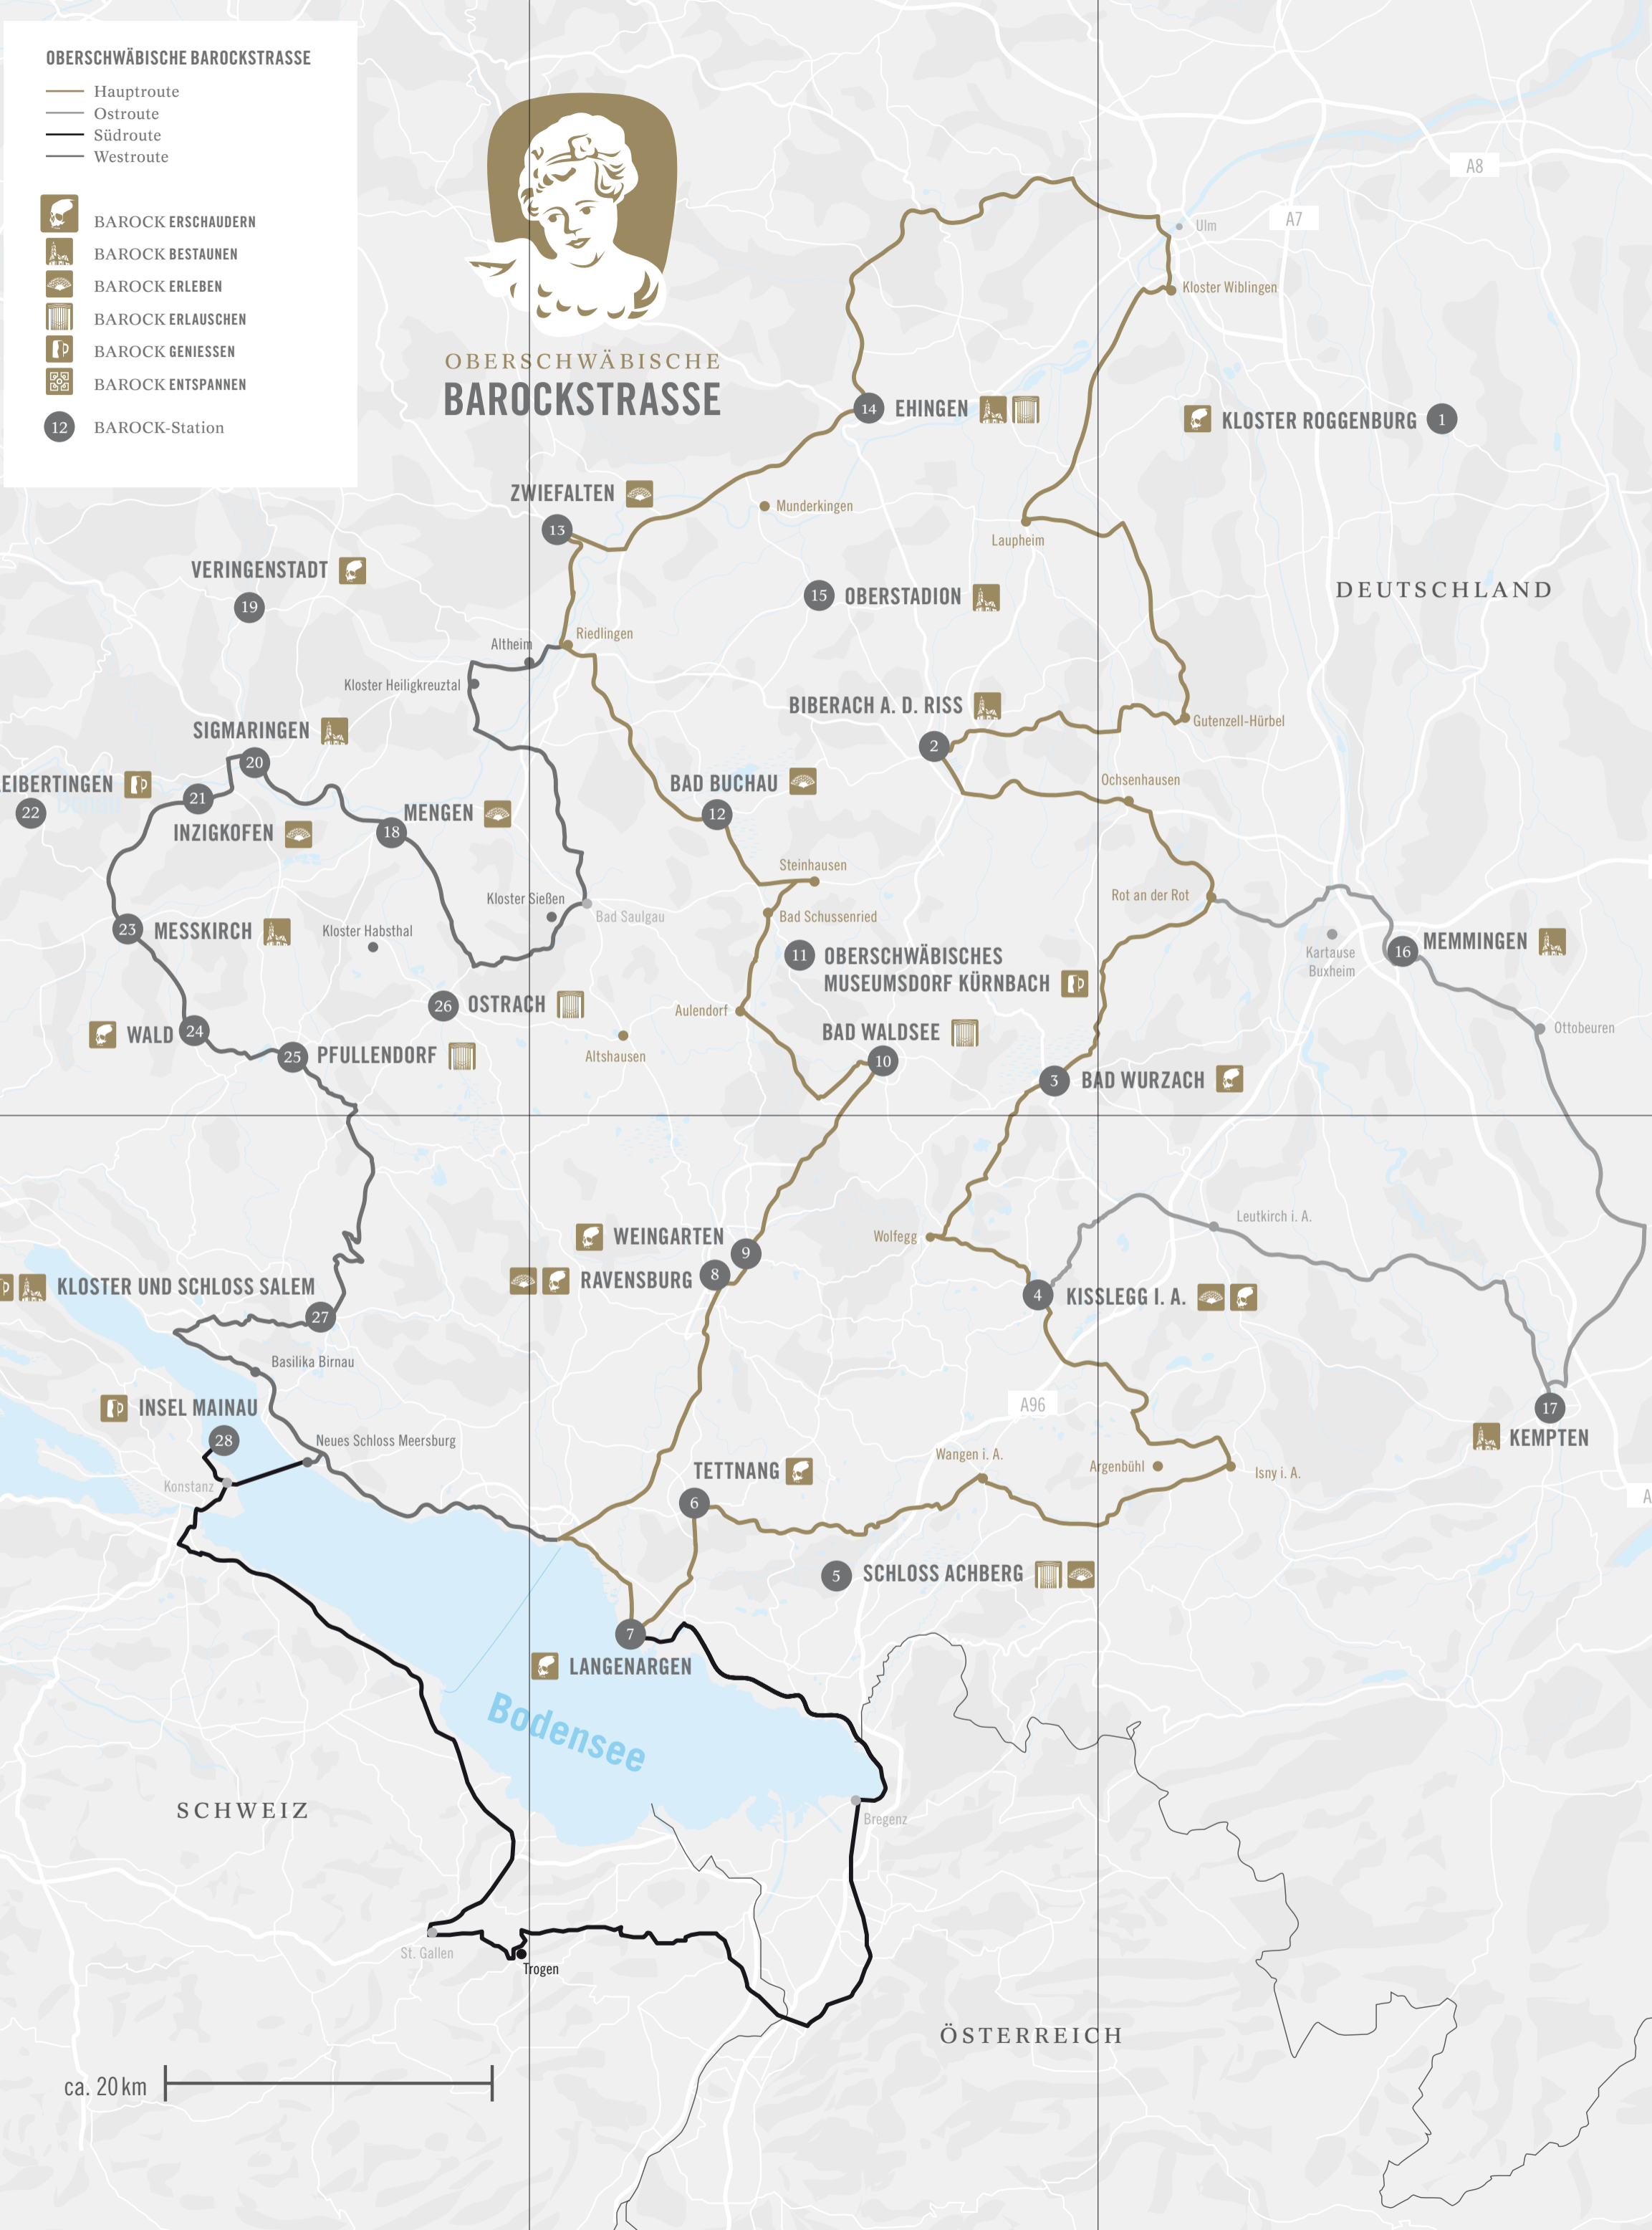 OBERSCHWÄBISCHE BAROCKSTRASSE
Hauptroute
Ostroute
Südroute
Westroute
BAROCK ERSCHAUDERN
BAROCK BESTAUNEN
BAROCK ERLEBEN
BAROCK ERLAUSCHEN
BAROCK GENIESSEN
BAROCK ENTSPANNEN
12 BAROCK-Station
OBERSCHWÄBISCHE
BAROCKSTRASSE
A8
A7
Ulm
Kloster Wiblingen
14 EHINGEN
KLOSTER ROGGENBURG 1
ZWIEFALTEN
13
Munderkingen
Laupheim
VERINGENSTADT
19
15 OBERSTADION
DEUTSCHLAND
Riedlingen
Altheim
Kloster Heiligkreuztal
BIBERACH A. D. RISS
2
Gutenzell-Hürbel
SIGMARINGEN
20
EIBERTINGEN
22
21
INZIGKOFEN
MENGEN
18
BAD BUCHAU
12
Ochsenhausen
Steinhausen
Kloster Sießen
Bad Saulgau
Bad Schussenried
Rot an der Rot
23 MESSKIRCH
Kloster Habsthal
11 OBERSCHWÄBISCHES
MUSEUMSDORF KÜRNBACH
Kartause
Buxheim
16 MEMMINGEN
26 OSTRACH
Aulendorf
WALD 24
25 PFULLENDORF
Altshausen
BAD WALDSEE
10
Ottobeuren
3 BAD WURZACH
WEINGARTEN 9
Wolfegg
Leutkirch i. A.
RAVENSBURG 8
KLOSTER UND SCHLOSS SALEM
27
4 KISSLEGG I. A.
Basilika Birnau
INSEL MAINAU
28
A96
17
KEMPTEN
Neues Schloss Meersburg
Konstanz
TETTNANG
6
Wangen i. A.
Argenbühl
Isny i. A.
A
5 SCHLOSS ACHBERG
7
LANGENARGEN
Bodensee
SCHWEIZ
Bregenz
St. Gallen
Trogen
ÖSTERREICH
ca. 20 km